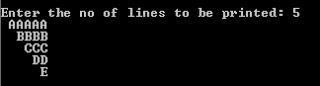 Enter the no of lines to be printed: 5
AAAAA
BBBB
CCC
DD
E